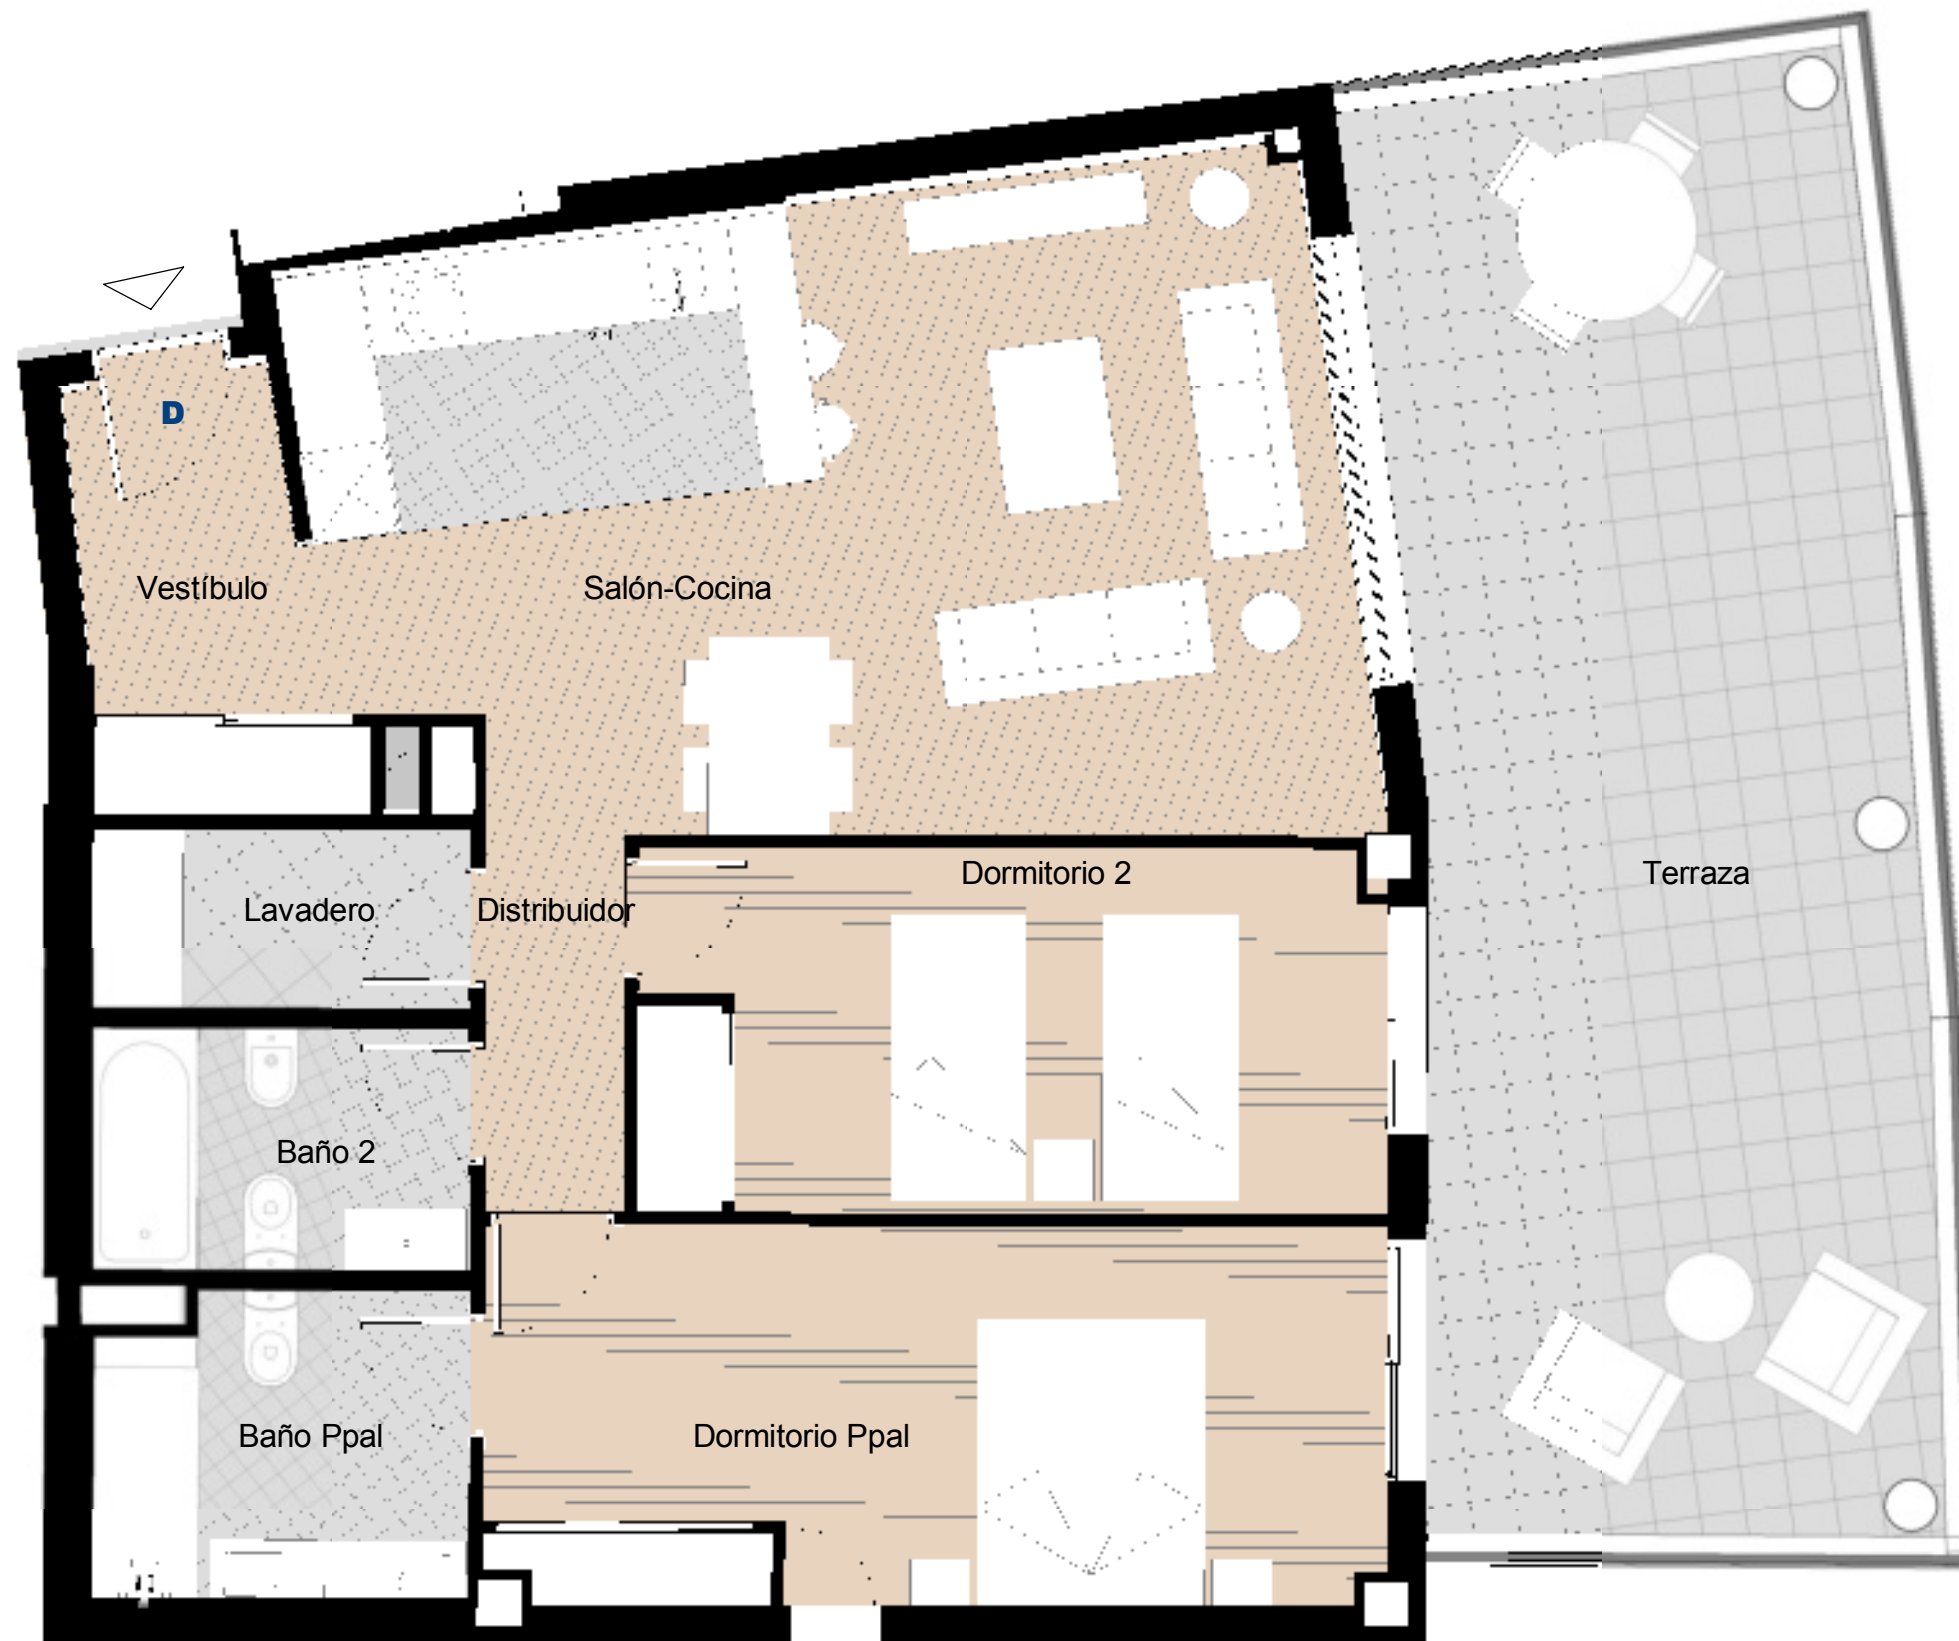 D
Vestíbulo
Salón-Cocina
Dormitorio 2
Terraza
Lavadero
Distribuidor
Baño 2
Baño Ppal
Dormitorio Ppal